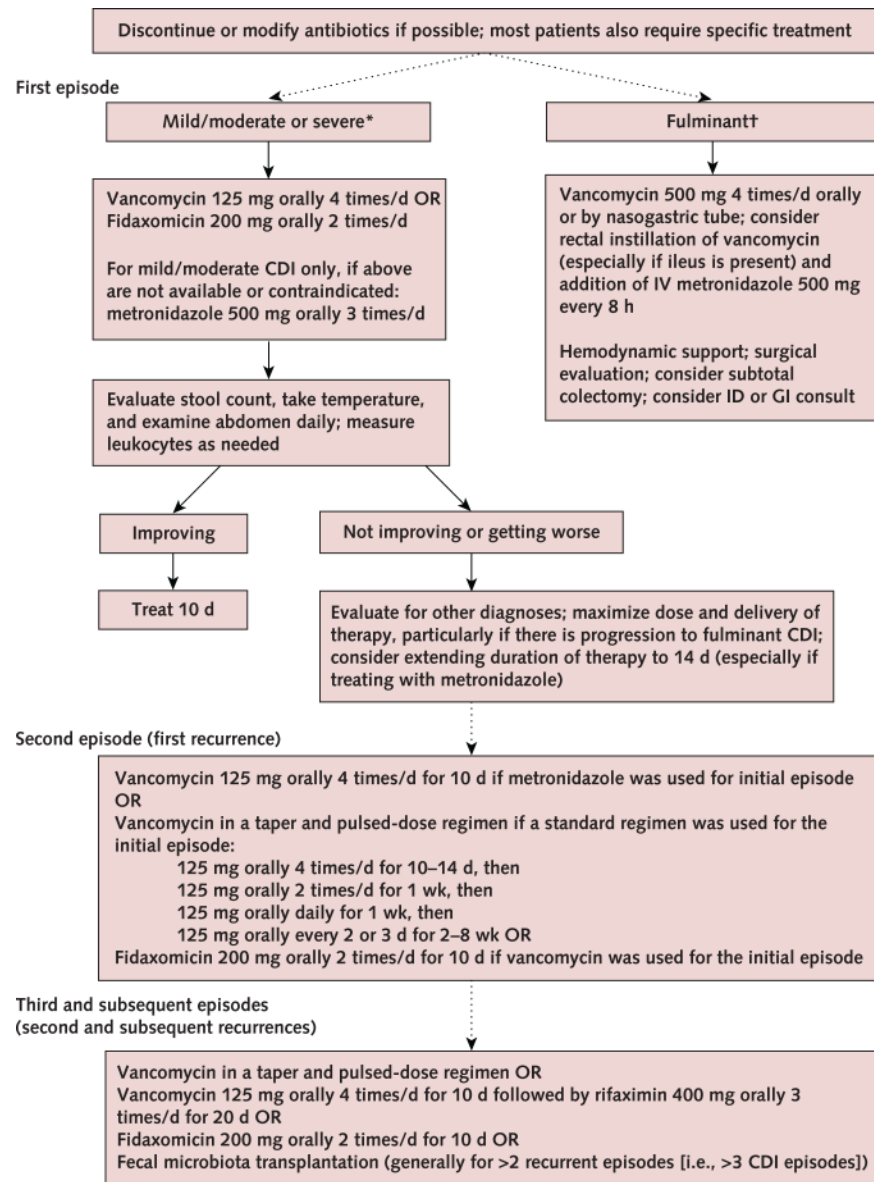 Discontinue or modify antibiotics if possible; most patients also require specific treatment
First episode
Mild/moderate or severe*
Fulminant†
Vancomycin 125 mg orally 4 times/d OR
Fidaxomicin 200 mg orally 2 times/d
For mild/moderate CDI only, if above
are not available or contraindicated:
metronidazole 500 mg orally 3 times/d
Vancomycin 500 mg 4 times/d orally
or by nasogastric tube; consider
rectal instillation of vancomycin
(especially if ileus is present) and
addition of IV metronidazole 500 mg
every 8 h
Hemodynamic support; surgical
evaluation; consider subtotal
colectomy; consider ID or GI consult
Evaluate stool count, take temperature,
and examine abdomen daily; measure
leukocytes as needed
Improving
Not improving or getting worse
Treat 10 d
Evaluate for other diagnoses; maximize dose and delivery of
therapy, particularly if there is progression to fulminant CDI;
consider extending duration of therapy to 14 d (especially if
treating with metronidazole)
Second episode (first recurrence)
Vancomycin 125 mg orally 4 times/d for 10 d if metronidazole was used for initial episode
OR
Vancomycin in a taper and pulsed-dose regimen if a standard regimen was used for the
initial episode:
125 mg orally 4 times/d for 10–14 d, then
125 mg orally 2 times/d for 1 wk, then
125 mg orally daily for 1 wk, then
125 mg orally every 2 or 3 d for 2–8 wk OR
Fidaxomicin 200 mg orally 2 times/d for 10 d if vancomycin was used for the initial episode
Third and subsequent episodes
(second and subsequent recurrences)
Vancomycin in a taper and pulsed-dose regimen OR
Vancomycin 125 mg orally 4 times/d for 10 d followed by rifaximin 400 mg orally 3
times/d for 20 d OR
Fidaxomicin 200 mg orally 2 times/d for 10 d OR
Fecal microbiota transplantation (generally for >2 recurrent episodes [i.e., >3 CDI episodes])